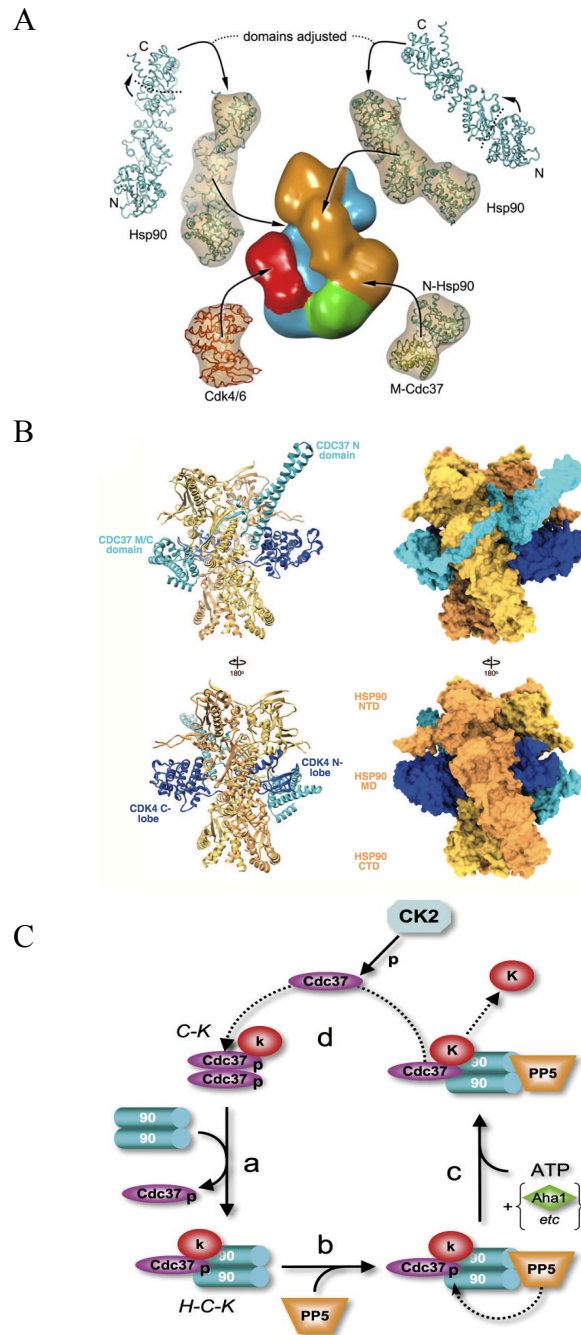 A
C
domains adjusted
C
N
Hsp90
N
Hsp90
N-Hsp90
Cdk4/6
M-Cdc37
B
CDC37 N
domain
CDC37 M/C
domain
180°
180°
HSP90
NTD
CDK4 N-
lobe
CDK4 C-
lobe
HSP90
MD
HSP90
CTD
C
CK2
p
Cdc37
K
C-K
d
k
Cdc37
p
Cdc37
p
K
Cdc37
90
90
PP5
90
90
a
c
ATP
+
Aha1
etc
Cdc37
p
k
Cdc37
p
90
90
b
k
Cdc37
p
90
90
PP5
H-C-K
PP5